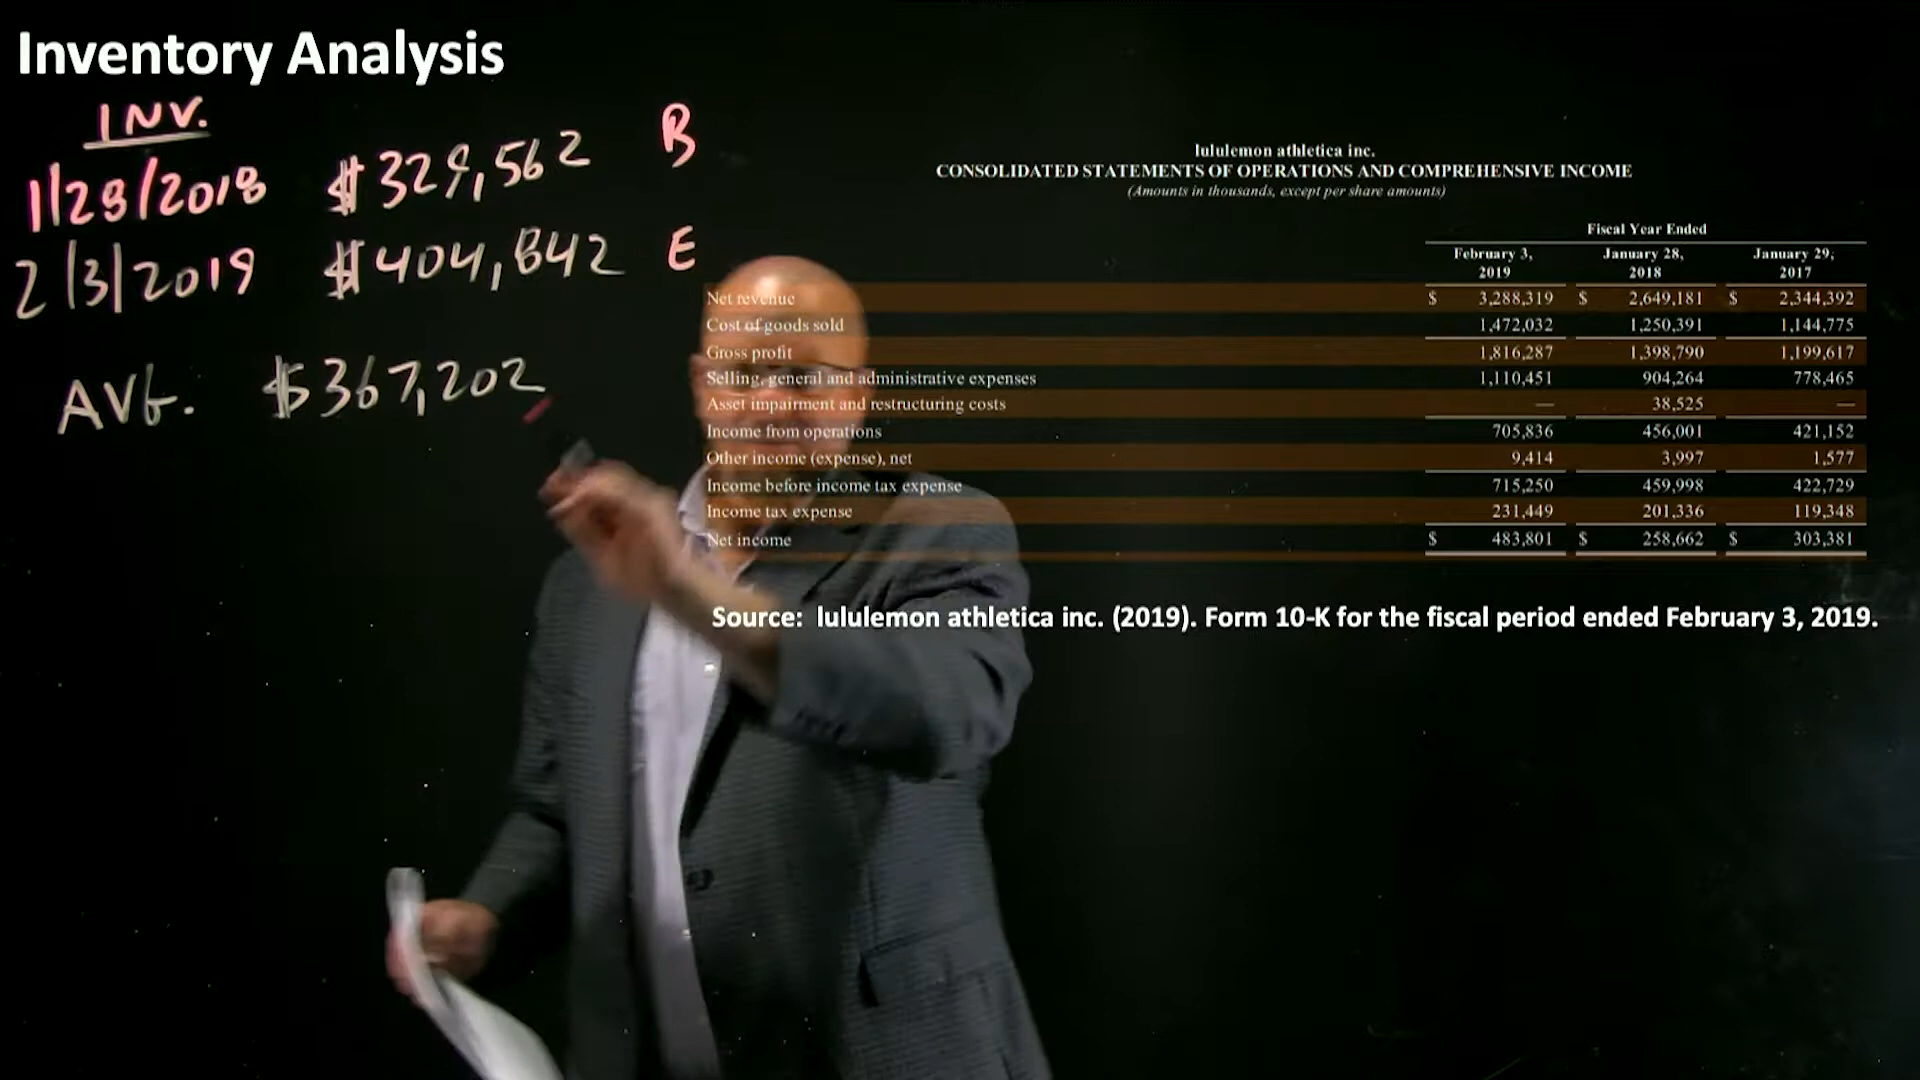 Inventory Analysis
INV.
1/28/2018 $329,562 B
2/3/2019 $404,842 E
AVG. $367,202
lululemon athletica inc.
CONSOLIDATED STATEMENTS OF OPERATIONS AND COMPREHENSIVE INCOME
(Amounts in thousands, except per share amounts)
Fiscal Year Ended
February 3, 2019 January 28, 2018 January 29, 2017
Net revenue $ 3,288,319 $ 2,649,181 $ 2,344,392
Cost of goods sold 1,472,032 1,250,391 1,144,775
Gross profit 1,816,287 1,398,790 1,199,617
Selling, general and administrative expenses 1,110,451 904,264 778,465
Asset impairment and restructuring costs — 38,525 —
Income from operations 705,836 456,001 421,152
Other income (expense), net 9,414 3,997 1,577
Income before income tax expense 715,250 459,998 422,729
Income tax expense 231,449 201,336 119,348
Net income $ 483,801 $ 258,662 $ 303,381
Source: lululemon athletica inc. (2019). Form 10-K for the fiscal period ended February 3, 2019.